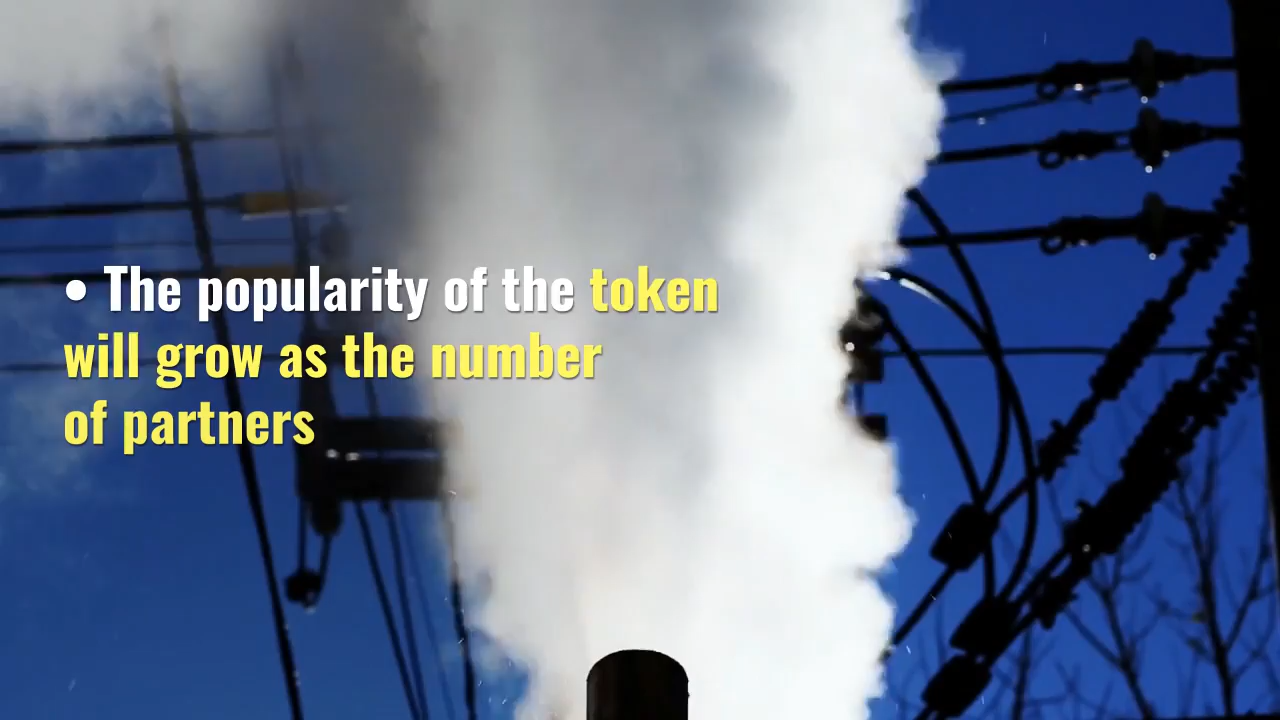 • The popularity of the token
will grow as the number
of partners